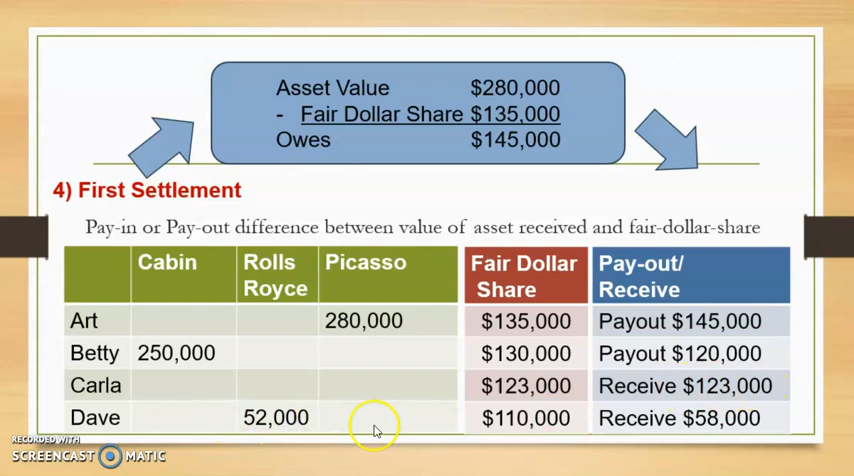 Asset Value $280,000
- Fair Dollar Share $135,000
Owes $145,000
4) First Settlement
Pay-in or Pay-out difference between value of asset received and fair-dollar-share
Cabin Rolls Royce Picasso Fair Dollar Share Pay-out/ Receive
Art 280,000 $135,000 Payout $145,000
Betty 250,000 $130,000 Payout $120,000
Carla $123,000 Receive $123,000
Dave 52,000 $110,000 Receive $58,000
RECORDED WITH
SCREENCAST MATIC